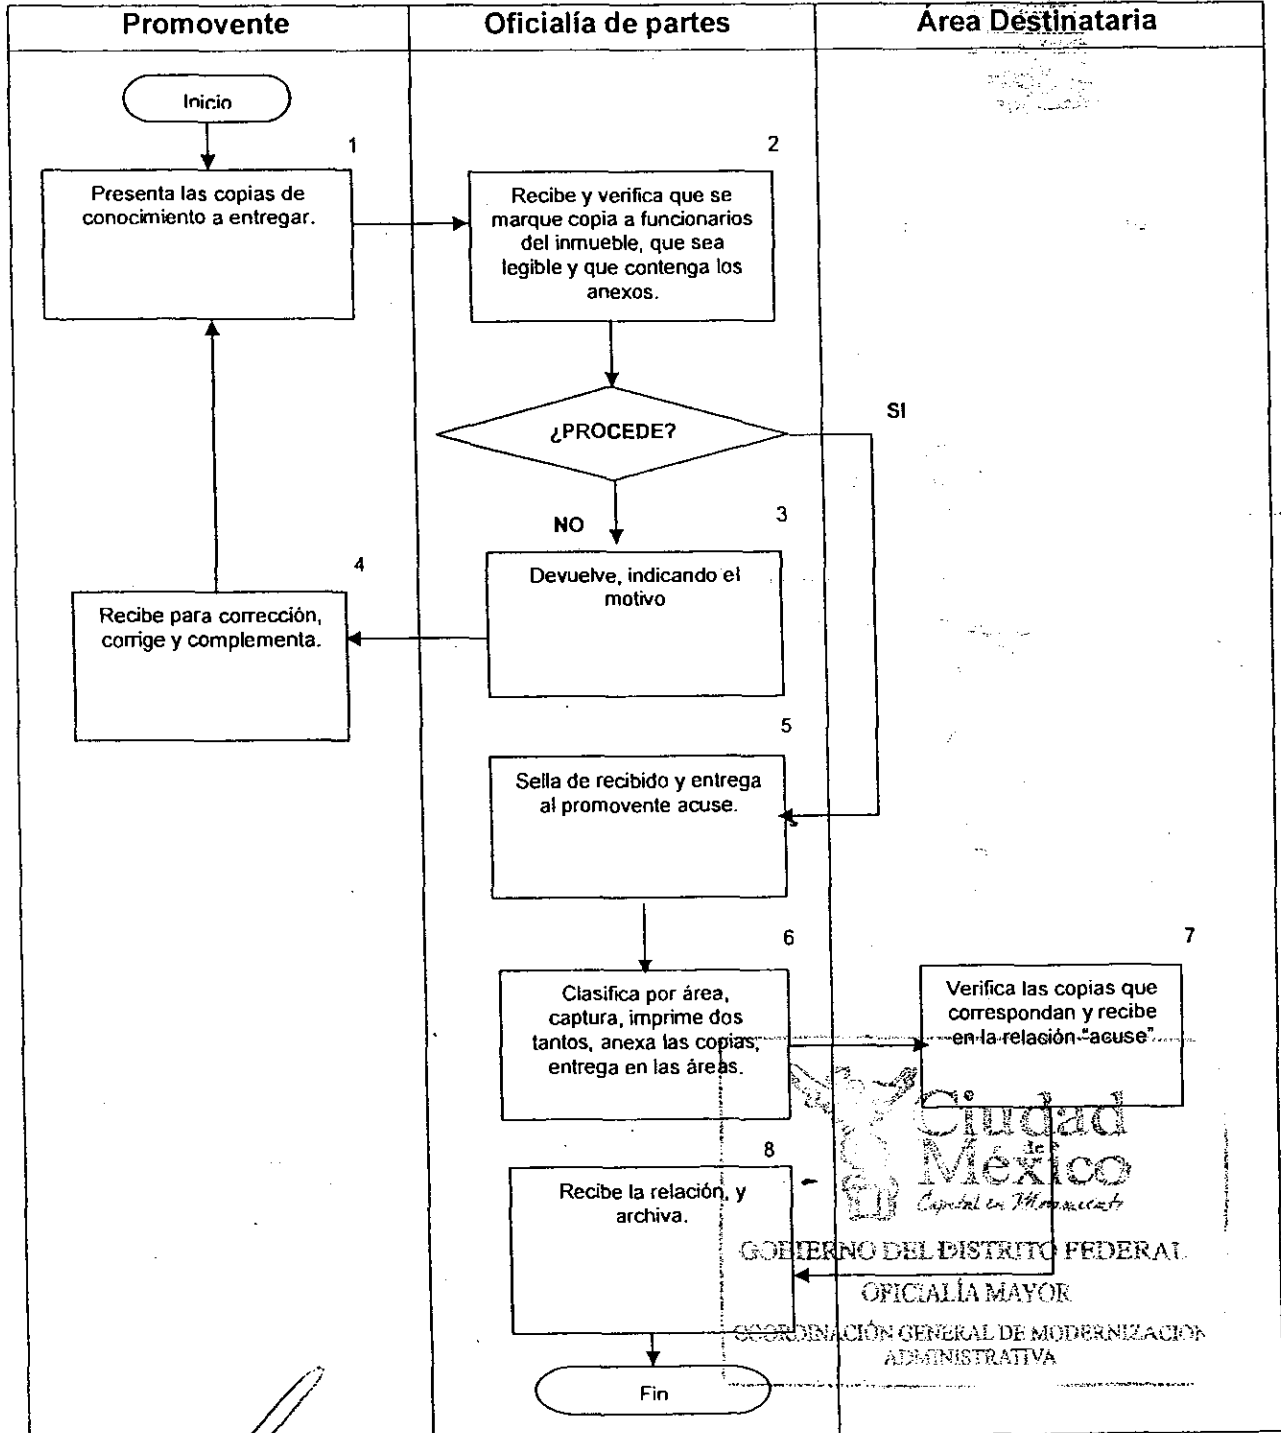 Promovente
Oficialía de partes
Área Destinataria
Inicio
1
Presenta las copias de
conocimiento a entregar.
2
Recibe y verifica que se
marque copia a funcionarios
del inmueble, que sea
legible y que contenga los
anexos.
¿PROCEDE?
SI
NO
3
Devuelve, indicando el
motivo
4
Recibe para corrección,
corrige y complementa.
5
Sella de recibido y entrega
al promovente acuse.
6
Clasifica por área,
captura, imprime dos
tantos, anexa las copias,
entrega en las áreas.
7
Verifica las copias que
correspondan y recibe
en la relación "acuse"
8
Recibe la relación, y
archiva.
Fin
Ciudad
de
México
Capital en Movimiento
GOBIERNO DEL DISTRITO FEDERAL
OFICIALÍA MAYOR
COORDINACIÓN GENERAL DE MODERNIZACIÓN
ADMINISTRATIVA